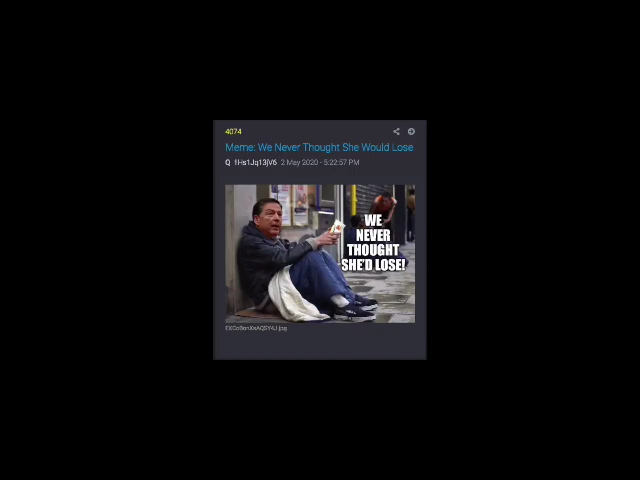 4074
Meme: We Never Thought She Would Lose
Q !!Hs1Jq13jV6 2 May 2020 - 5:22:57 PM
WE
NEVER
THOUGHT
SHE'D LOSE!